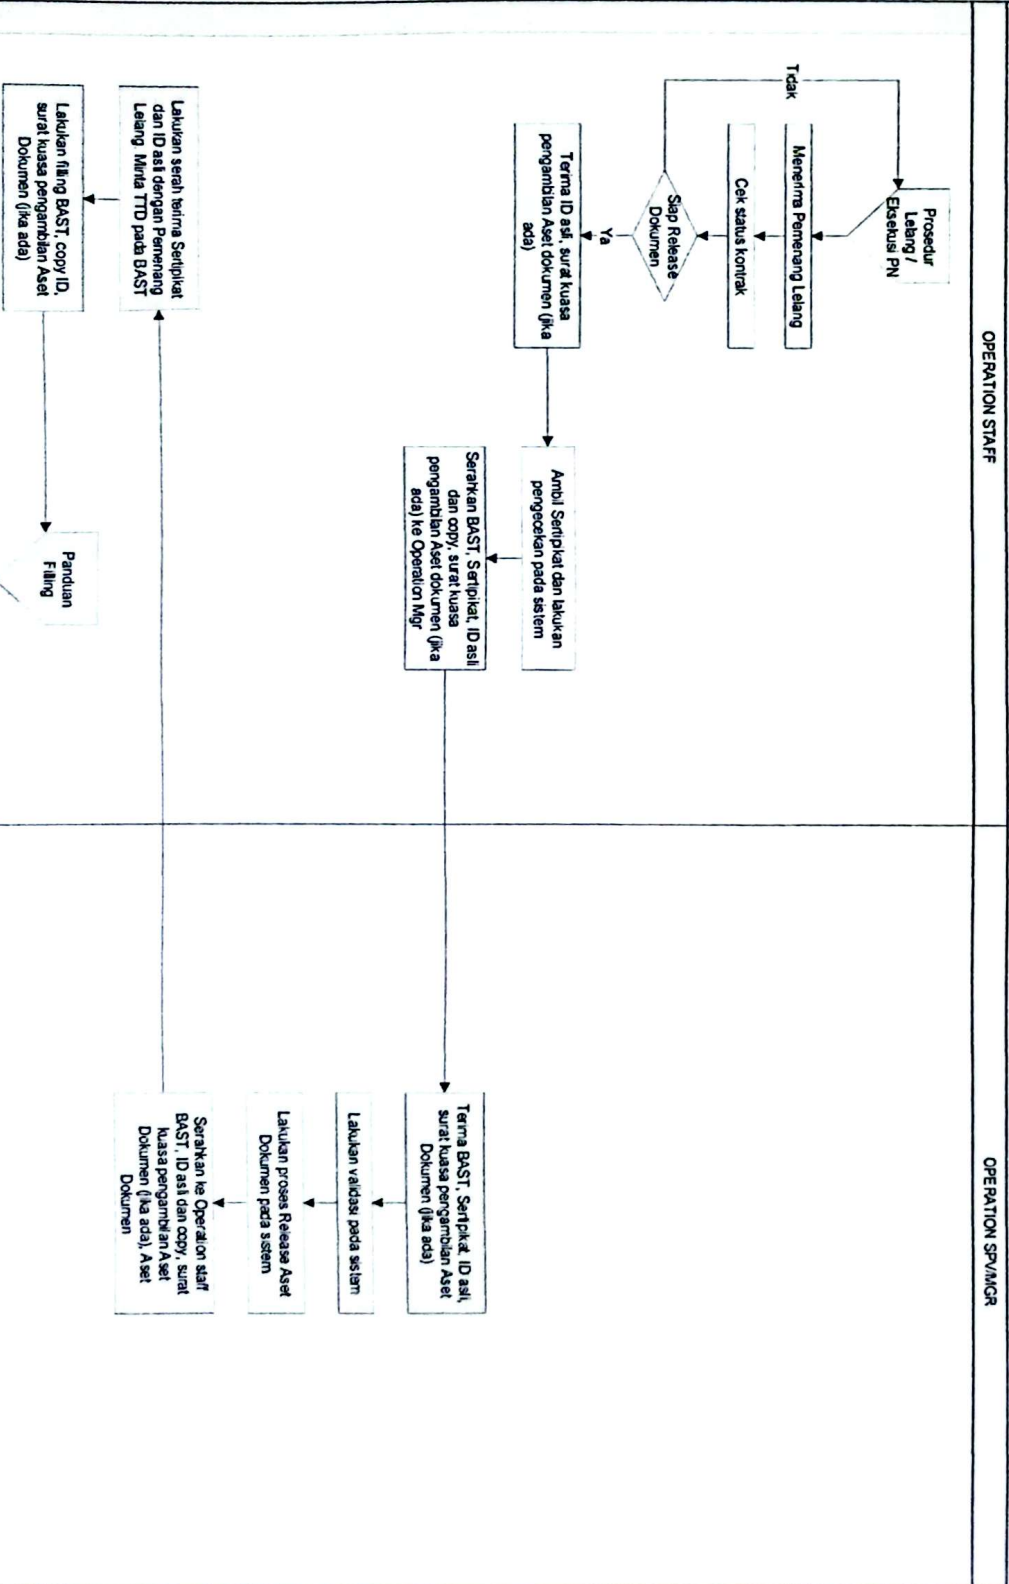 OPERATION STAFF
OPERATION SPV/MGR
Prosedur
Lelang /
Eksekusi PN
Menerima Pemenang Lelang
Cek status kontrak
Siap Release
Dokumen
Tidak
Ya
Terima ID asli, surat kuasa
pengambilan Aset dokumen (jika
ada)
Ambil Sertipikat dan lakukan
pengecekan pada sistem
Serahkan BAST, Sertipikat, ID asli
dan copy, surat kuasa
pengambilan Aset dokumen (jika
ada) ke Operation Mgr
Terima BAST, Sertipikat, ID asli,
surat kuasa pengambilan Aset
Dokumen (jika ada)
Lakukan validasi pada sistem
Lakukan proses Release Aset
Dokumen pada sistem
Serahkan ke Operation staff
BAST, ID asli dan copy, surat
kuasa pengambilan Aset
Dokumen (jika ada), Aset
Dokumen
Lakukan serah terima Sertipikat
dan ID asli dengan Pemenang
Lelang. Minta TTD pada BAST
Lakukan filling BAST, copy ID,
surat kuasa pengambilan Aset
Dokumen (jika ada)
Panduan
Filling